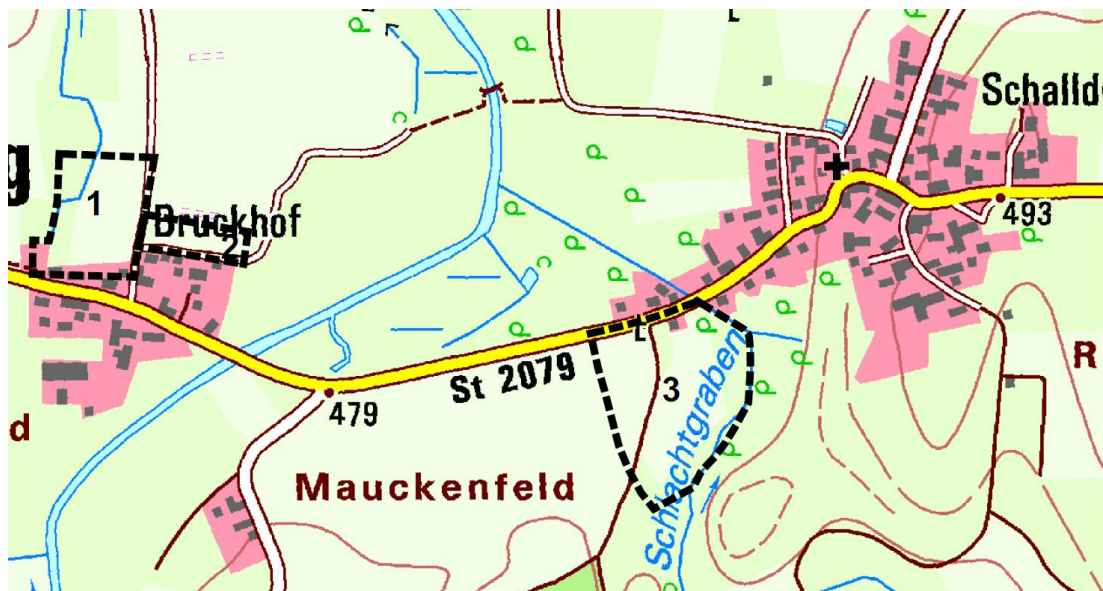 Schalld
g
1
Druckhof
2
493
St 2079
3
479
Schlachtgraben
R
d
Mauckenfeld